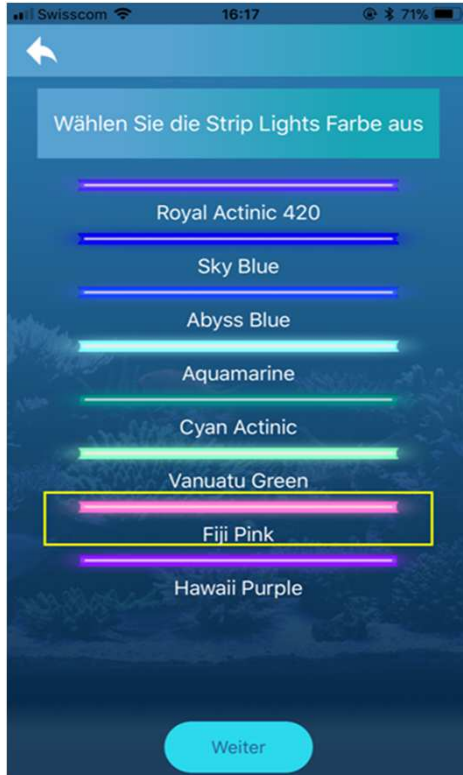 Swisscom 16:17 71%
Wählen Sie die Strip Lights Farbe aus
Royal Actinic 420
Sky Blue
Abyss Blue
Aquamarine
Cyan Actinic
Vanuatu Green
Fiji Pink
Hawaii Purple
Weiter